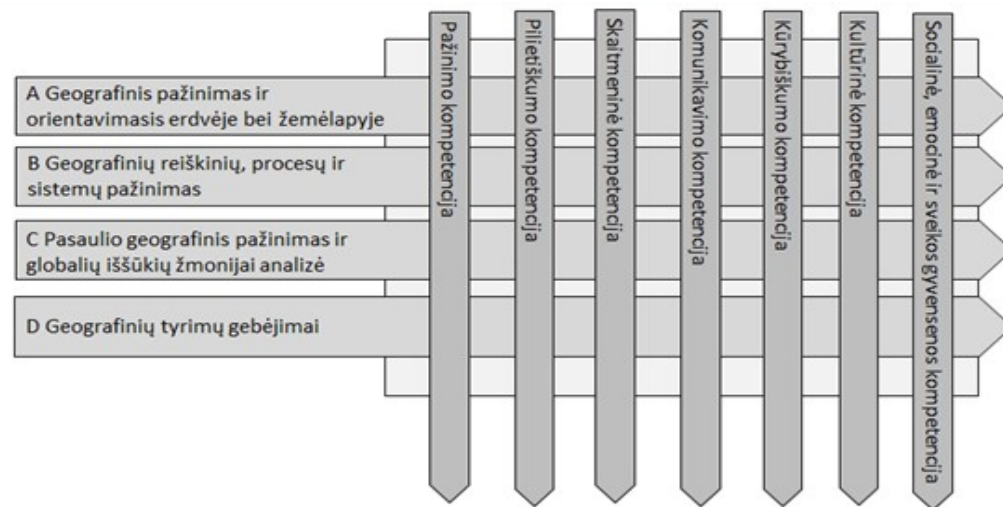 A Geografinis pažinimas ir
orientavimasis erdvėje bei žemėlapyje
B Geografinių reiškinių, procesų ir
sistemų pažinimas
C Pasaulio geografinis pažinimas ir
globalių iššūkių žmonijai analizė
D Geografinių tyrimų gebėjimai
Pažinimo kompetencija
Pilietiškumo kompetencija
Skaitmeninė kompetencija
Komunikavimo kompetencija
Kūrybiškumo kompetencija
Kultūrinė kompetencija
Socialinė, emocinė ir sveikos gyvensenos kompetencija